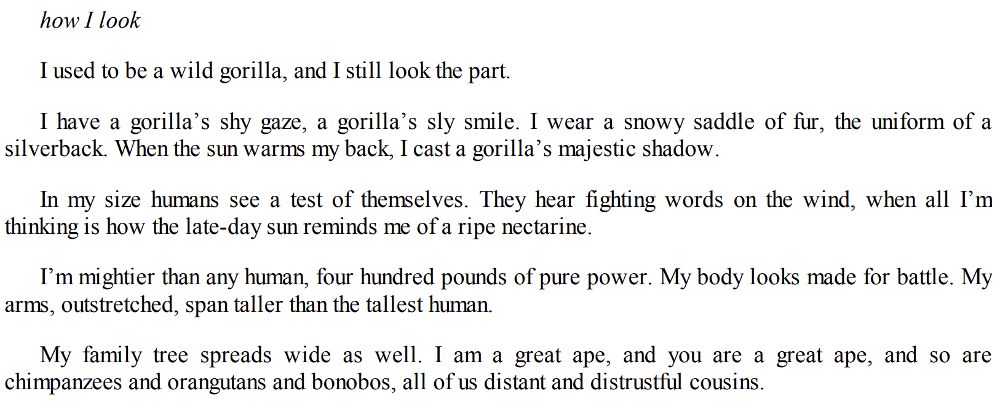 how I look
I used to be a wild gorilla, and I still look the part.
I have a gorilla’s shy gaze, a gorilla’s sly smile. I wear a snowy saddle of fur, the uniform of a
silverback. When the sun warms my back, I cast a gorilla’s majestic shadow.
In my size humans see a test of themselves. They hear fighting words on the wind, when all I’m
thinking is how the late-day sun reminds me of a ripe nectarine.
I’m mightier than any human, four hundred pounds of pure power. My body looks made for battle. My
arms, outstretched, span taller than the tallest human.
My family tree spreads wide as well. I am a great ape, and you are a great ape, and so are
chimpanzees and orangutans and bonobos, all of us distant and distrustful cousins.